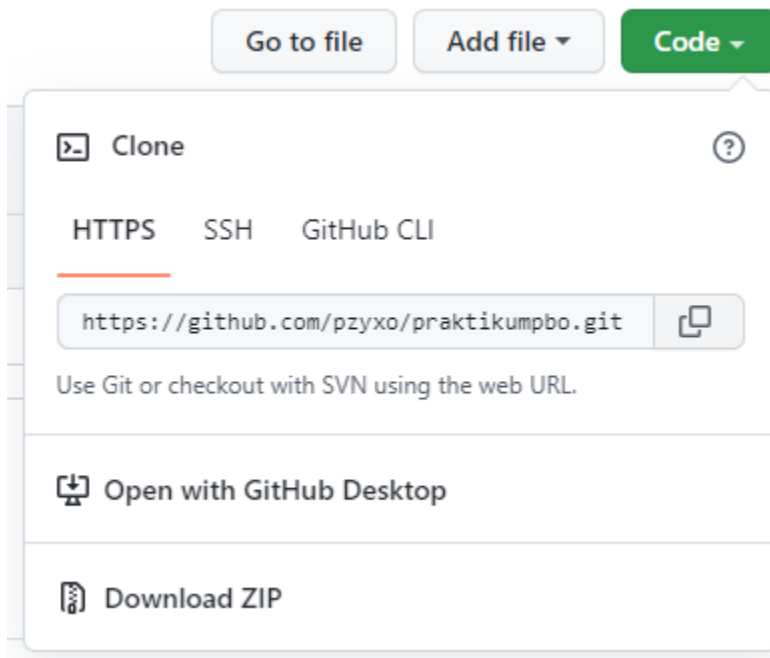 Go to file Add file Code
Clone
HTTPS SSH GitHub CLI
https://github.com/pzyxo/praktikumpbo.git
Use Git or checkout with SVN using the web URL.
Open with GitHub Desktop
Download ZIP